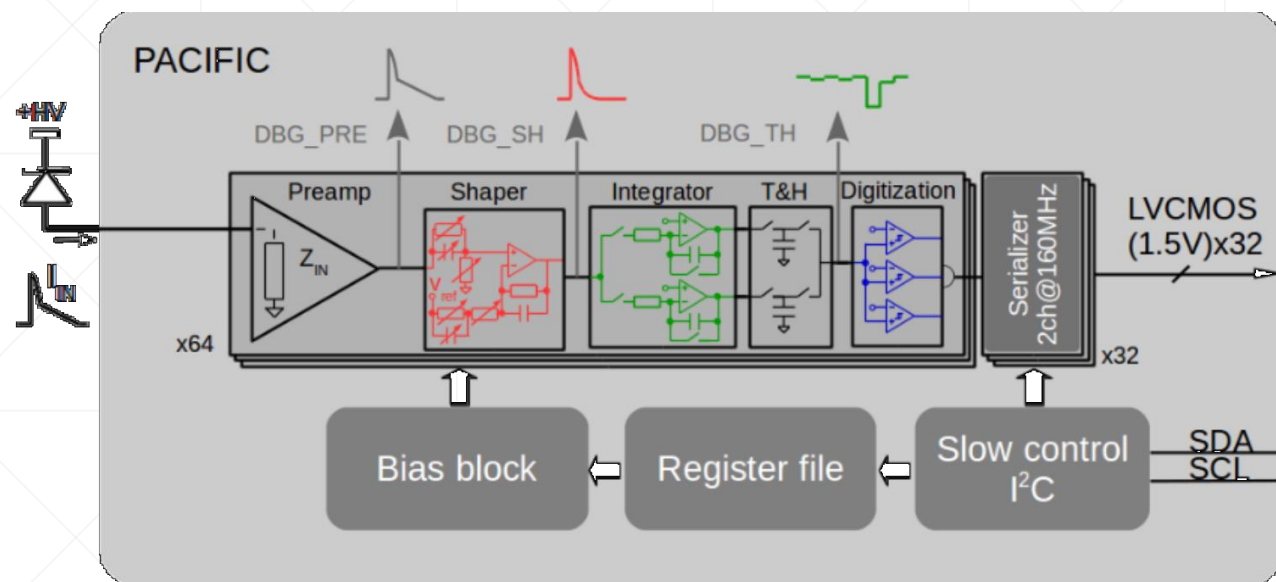 PACIFIC
+HV
DBG_PRE
DBG_SH
DBG_TH
Preamp
Shaper
Integrator
T&H
Digitization
Z_IN
V ref
I_IN
x64
Serializer
2ch@160MHz
x32
LVCMOS
(1.5V)x32
Bias block
Register file
Slow control
I²C
SDA
SCL